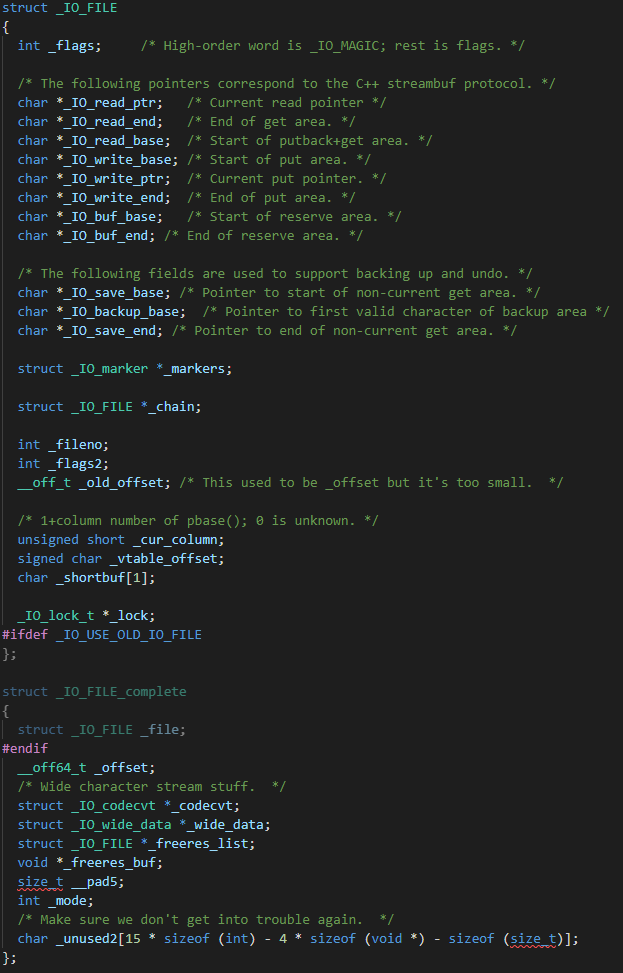 struct _IO_FILE
{
  int _flags;     /* High-order word is _IO_MAGIC; rest is flags. */

  /* The following pointers correspond to the C++ streambuf protocol. */
  char *_IO_read_ptr;   /* Current read pointer */
  char *_IO_read_end;   /* End of get area. */
  char *_IO_read_base;  /* Start of putback+get area. */
  char *_IO_write_base; /* Start of put area. */
  char *_IO_write_ptr;  /* Current put pointer. */
  char *_IO_write_end;  /* End of put area. */
  char *_IO_buf_base;   /* Start of reserve area. */
  char *_IO_buf_end; /* End of reserve area. */

  /* The following fields are used to support backing up and undo. */
  char *_IO_save_base; /* Pointer to start of non-current get area. */
  char *_IO_backup_base;  /* Pointer to first valid character of backup area */
  char *_IO_save_end; /* Pointer to end of non-current get area. */

  struct _IO_marker *_markers;

  struct _IO_FILE *_chain;

  int _fileno;
  int _flags2;
  __off_t _old_offset; /* This used to be _offset but it's too small.  */

  /* 1+column number of pbase(); 0 is unknown. */
  unsigned short _cur_column;
  signed char _vtable_offset;
  char _shortbuf[1];

  _IO_lock_t *_lock;
#ifdef _IO_USE_OLD_IO_FILE
};

struct _IO_FILE_complete
{
  struct _IO_FILE _file;
#endif
  __off64_t _offset;
  /* Wide character stream stuff.  */
  struct _IO_codecvt *_codecvt;
  struct _IO_wide_data *_wide_data;
  struct _IO_FILE *_freeres_list;
  void *_freeres_buf;
  size_t __pad5;
  int _mode;
  /* Make sure we don't get into trouble again.  */
  char _unused2[15 * sizeof (int) - 4 * sizeof (void *) - sizeof (size_t)];
};